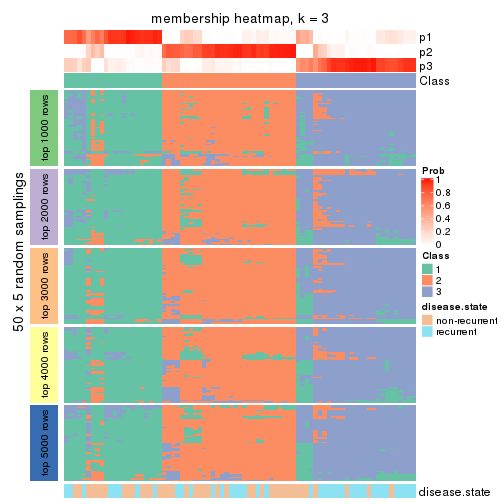 membership heatmap, k = 3
p1
p2
p3
Class
50 x 5 random samplings
top 1000 rows
top 2000 rows
top 3000 rows
top 4000 rows
top 5000 rows
Prob
1
0.8
0.6
0.4
0.2
0
Class
1
2
3
disease.state
non-recurrent
recurrent
disease.state